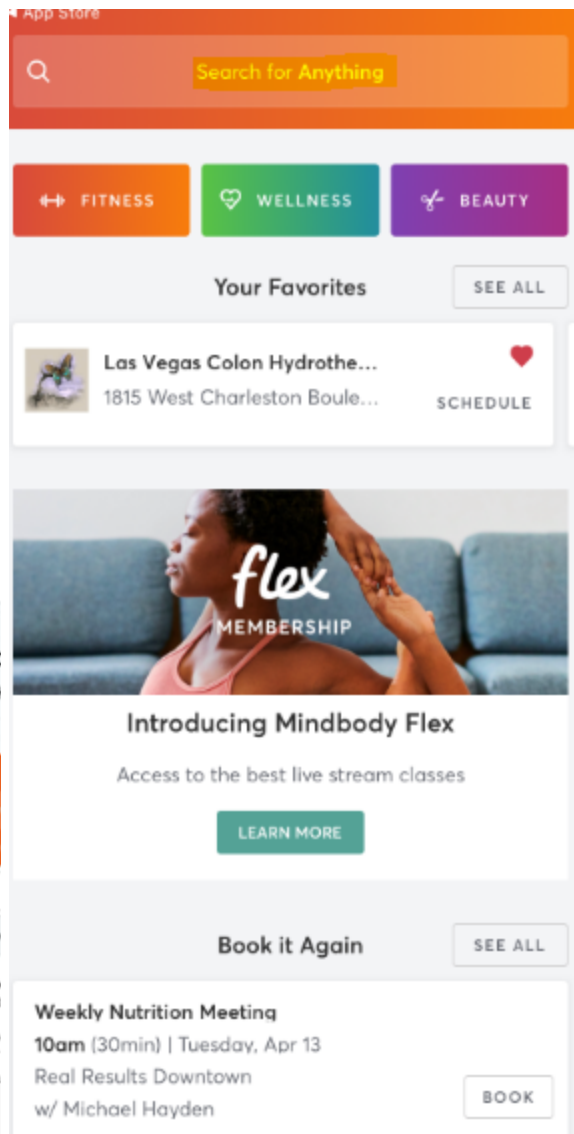 App Store
Search for Anything
FITNESS
WELLNESS
BEAUTY
Your Favorites
SEE ALL
Las Vegas Colon Hydrothe...
1815 West Charleston Boule...
SCHEDULE
flex
MEMBERSHIP
Introducing Mindbody Flex
Access to the best live stream classes
LEARN MORE
Book it Again
SEE ALL
Weekly Nutrition Meeting
10am (30min) | Tuesday, Apr 13
Real Results Downtown
w/ Michael Hayden
BOOK